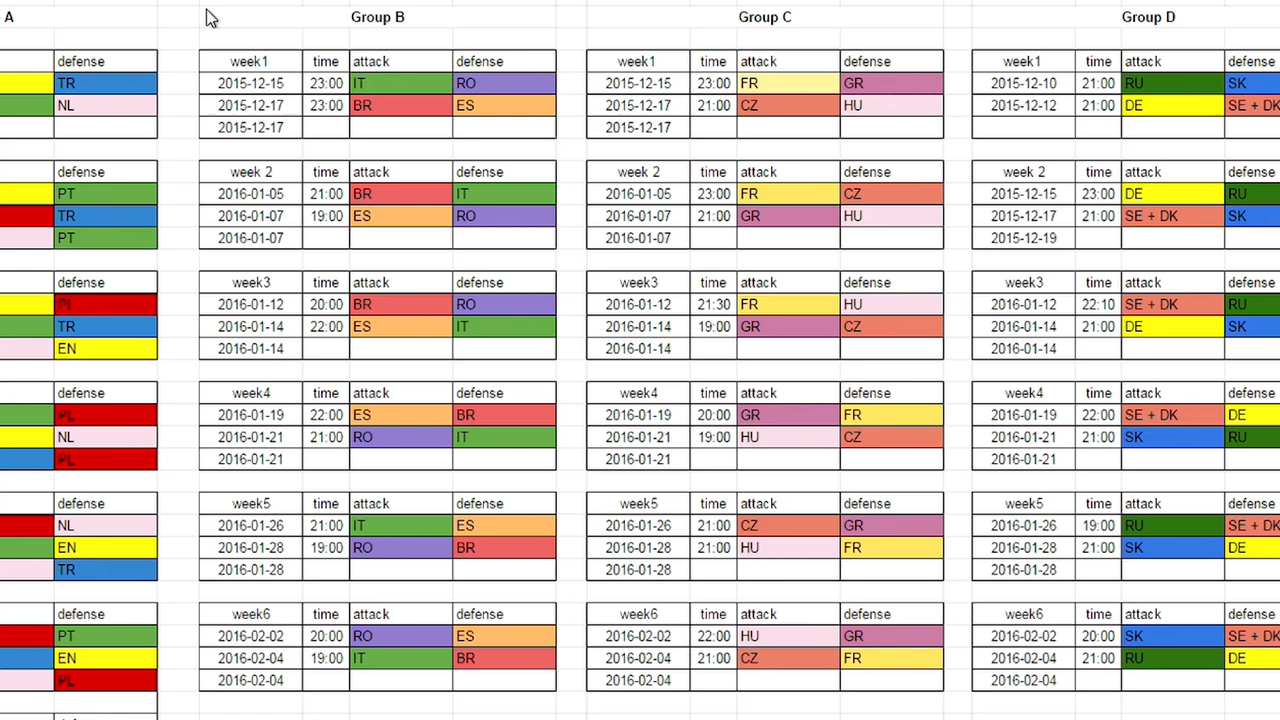 A Group B Group C Group D
defense week1 time attack defense week1 time attack defense week1 time attack defense
TR 2015-12-15 23:00 IT RO 2015-12-15 23:00 FR GR 2015-12-10 21:00 RU SK
NL 2015-12-17 23:00 BR ES 2015-12-17 21:00 CZ HU 2015-12-12 21:00 DE SE + DK
2015-12-17 2015-12-17
defense week 2 time attack defense week 2 time attack defense week 2 time attack defense
PT 2016-01-05 21:00 BR IT 2016-01-05 23:00 FR CZ 2015-12-15 23:00 DE RU
TR 2016-01-07 19:00 ES RO 2016-01-07 21:00 GR HU 2015-12-17 21:00 SE + DK SK
PT 2016-01-07 2016-01-07 2015-12-19
defense week3 time attack defense week3 time attack defense week3 time attack defense
PL 2016-01-12 20:00 BR RO 2016-01-12 21:30 FR HU 2016-01-12 22:10 SE + DK RU
TR 2016-01-14 22:00 ES IT 2016-01-14 19:00 GR CZ 2016-01-14 21:00 DE SK
EN 2016-01-14 2016-01-14 2016-01-14
defense week4 time attack defense week4 time attack defense week4 time attack defense
PL 2016-01-19 22:00 ES BR 2016-01-19 20:00 GR FR 2016-01-19 22:00 SE + DK DE
NL 2016-01-21 21:00 RO IT 2016-01-21 19:00 HU CZ 2016-01-21 21:00 SK RU
PL 2016-01-21 2016-01-21 2016-01-21
defense week5 time attack defense week5 time attack defense week5 time attack defense
NL 2016-01-26 21:00 IT ES 2016-01-26 21:00 CZ GR 2016-01-26 19:00 RU SE + DK
EN 2016-01-28 19:00 RO BR 2016-01-28 21:00 HU FR 2016-01-28 21:00 SK DE
TR 2016-01-28 2016-01-28 2016-01-28
defense week6 time attack defense week6 time attack defense week6 time attack defense
PT 2016-02-02 20:00 RO ES 2016-02-02 22:00 HU GR 2016-02-02 20:00 SK SE + DK
EN 2016-02-04 19:00 IT BR 2016-02-04 21:00 CZ FR 2016-02-04 21:00 RU DE
PL 2016-02-04 2016-02-04 2016-02-04